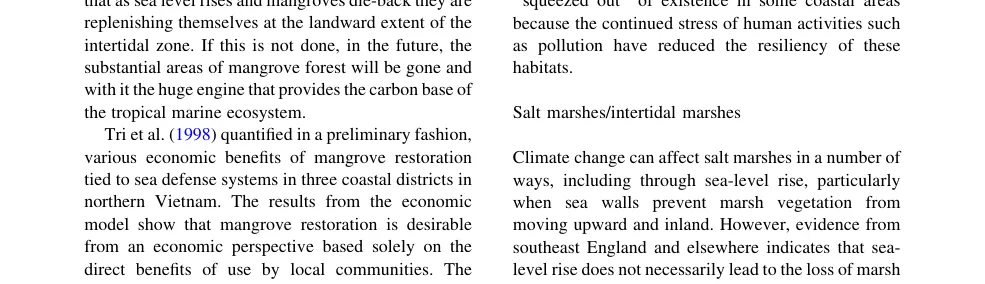 that as sea level rises and mangroves die-back they are
replenishing themselves at the landward extent of the
intertidal zone. If this is not done, in the future, the
substantial areas of mangrove forest will be gone and
with it the huge engine that provides the carbon base of
the tropical marine ecosystem.
Tri et al. (1998) quantified in a preliminary fashion,
various economic benefits of mangrove restoration
tied to sea defense systems in three coastal districts in
northern Vietnam. The results from the economic
model show that mangrove restoration is desirable
from an economic perspective based solely on the
direct benefits of use by local communities. The
"squeezed out" of existence in some coastal areas
because the continued stress of human activities such
as pollution have reduced the resiliency of these
habitats.
Salt marshes/intertidal marshes
Climate change can affect salt marshes in a number of
ways, including through sea-level rise, particularly
when sea walls prevent marsh vegetation from
moving upward and inland. However, evidence from
southeast England and elsewhere indicates that sea-
level rise does not necessarily lead to the loss of marsh